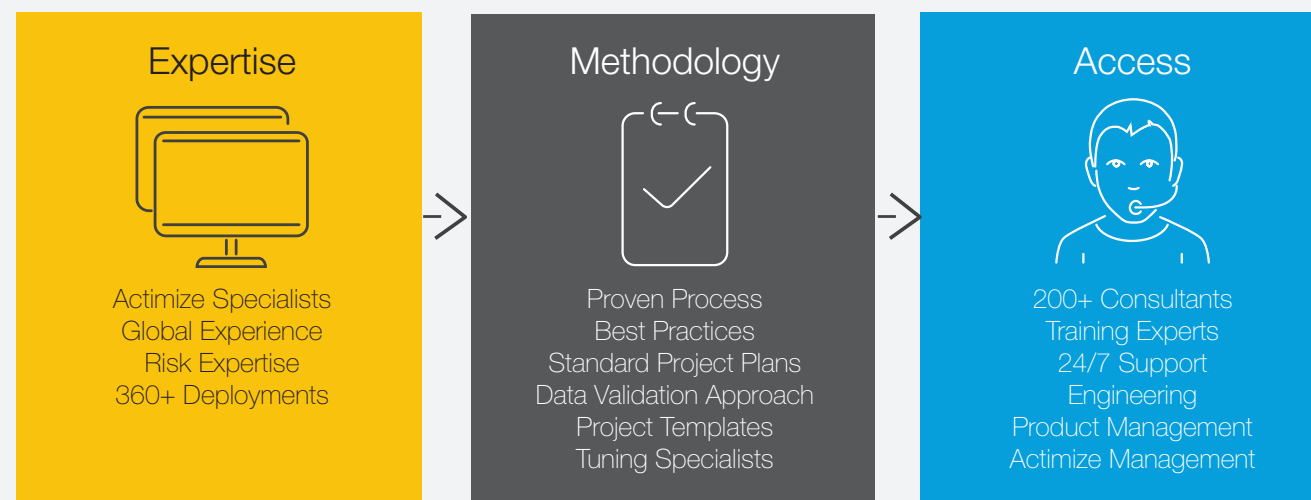 Expertise
Actimize Specialists
Global Experience
Risk Expertise
360+ Deployments
Methodology
Proven Process
Best Practices
Standard Project Plans
Data Validation Approach
Project Templates
Tuning Specialists
Access
200+ Consultants
Training Experts
24/7 Support
Engineering
Product Management
Actimize Management